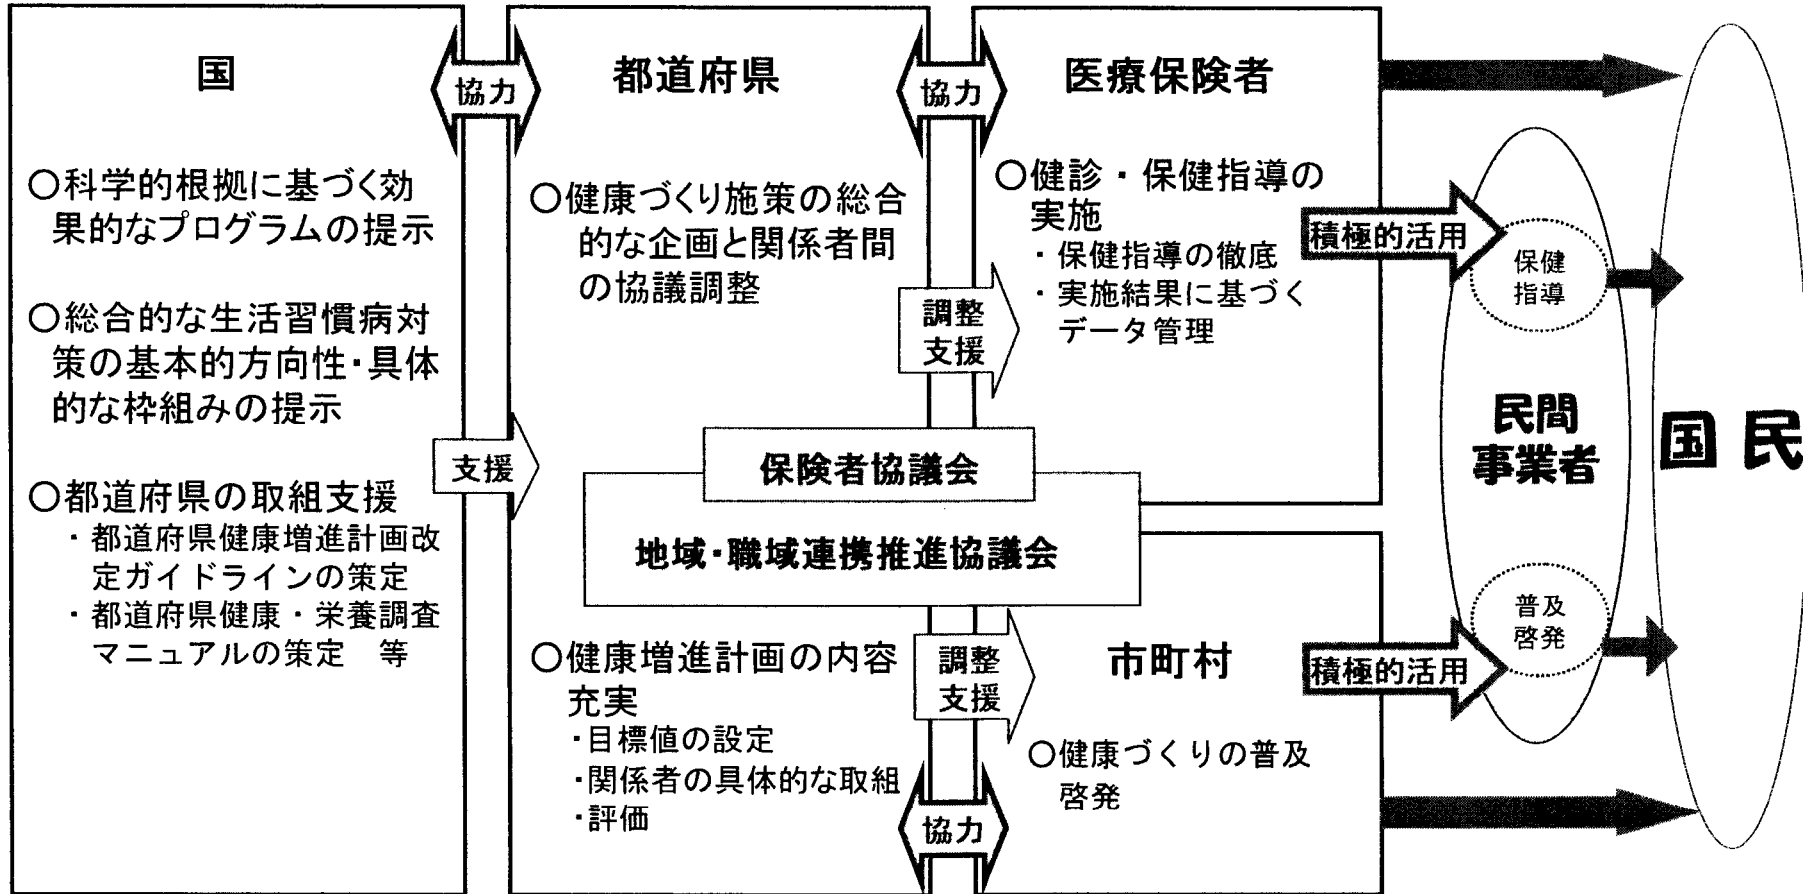 国
協力
○科学的根拠に基づく効
果的なプログラムの提示
○総合的な生活習慣病対
策の基本的方向性・具体
的な枠組みの提示
○都道府県の取組支援
・都道府県健康増進計画改
定ガイドラインの策定
・都道府県健康・栄養調査
マニュアルの策定　等
支援
都道府県
協力
○健康づくり施策の総合
的な企画と関係者間
の協議調整
調整
支援
保険者協議会
地域・職域連携推進協議会
○健康増進計画の内容
充実
・目標値の設定
・関係者の具体的な取組
・評価
調整
支援
協力
医療保険者
○健診・保健指導の
実施
・保健指導の徹底
・実施結果に基づく
データ管理
積極的活用
市町村
○健康づくりの普及
啓発
積極的活用
保健
指導
民間
事業者
普及
啓発
国民